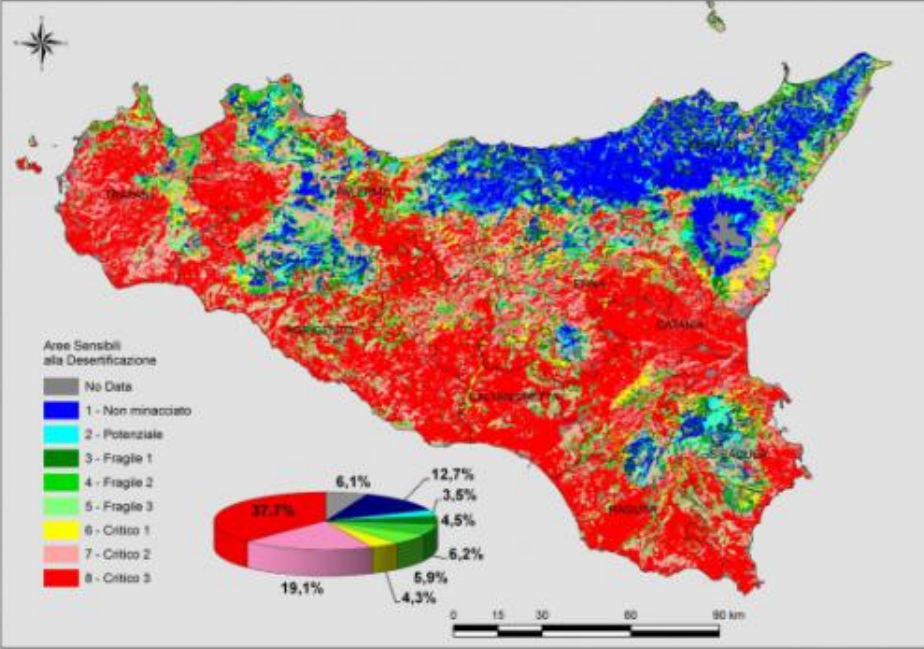 TRAPANI
PALERMO
MESSINA
ENNA
CATANIA
AGRIGENTO
CALTANISSETTA
SIRACUSA
RAGUSA
Aree Sensibili
alla Desertificazione
No Data
1 - Non minacciato
2 - Potenziale
3 - Fragile 1
4 - Fragile 2
5 - Fragile 3
6 - Critico 1
7 - Critico 2
8 - Critico 3
6,1%
12,7%
3,5%
4,5%
6,2%
5,9%
4,3%
19,1%
37,7%
0 15 30 60 90 km